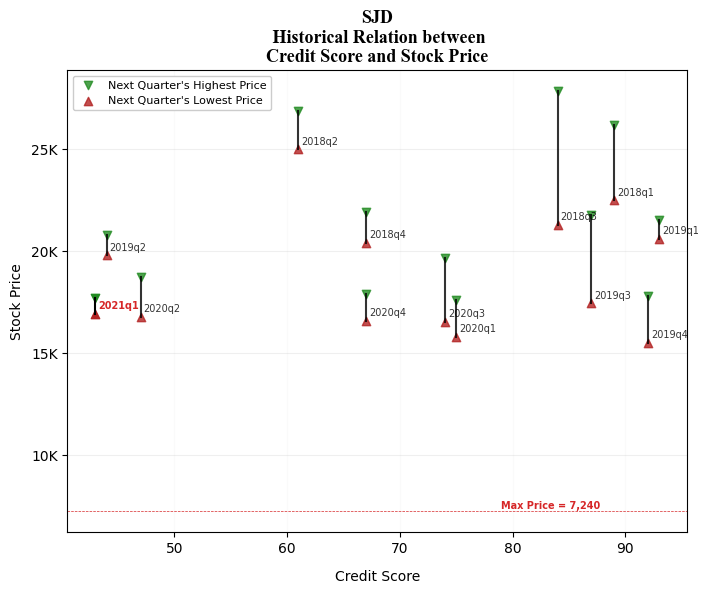 SJD
Historical Relation between
Credit Score and Stock Price
Next Quarter's Highest Price
Next Quarter's Lowest Price
Stock Price
25K
20K
15K
10K
2018q2
2018q1
2018q3
2018q4
2019q1
2019q2
2019q3
2021q1
2020q2
2020q4
2020q3
2020q1
2019q4
Max Price = 7,240
50
60
70
80
90
Credit Score